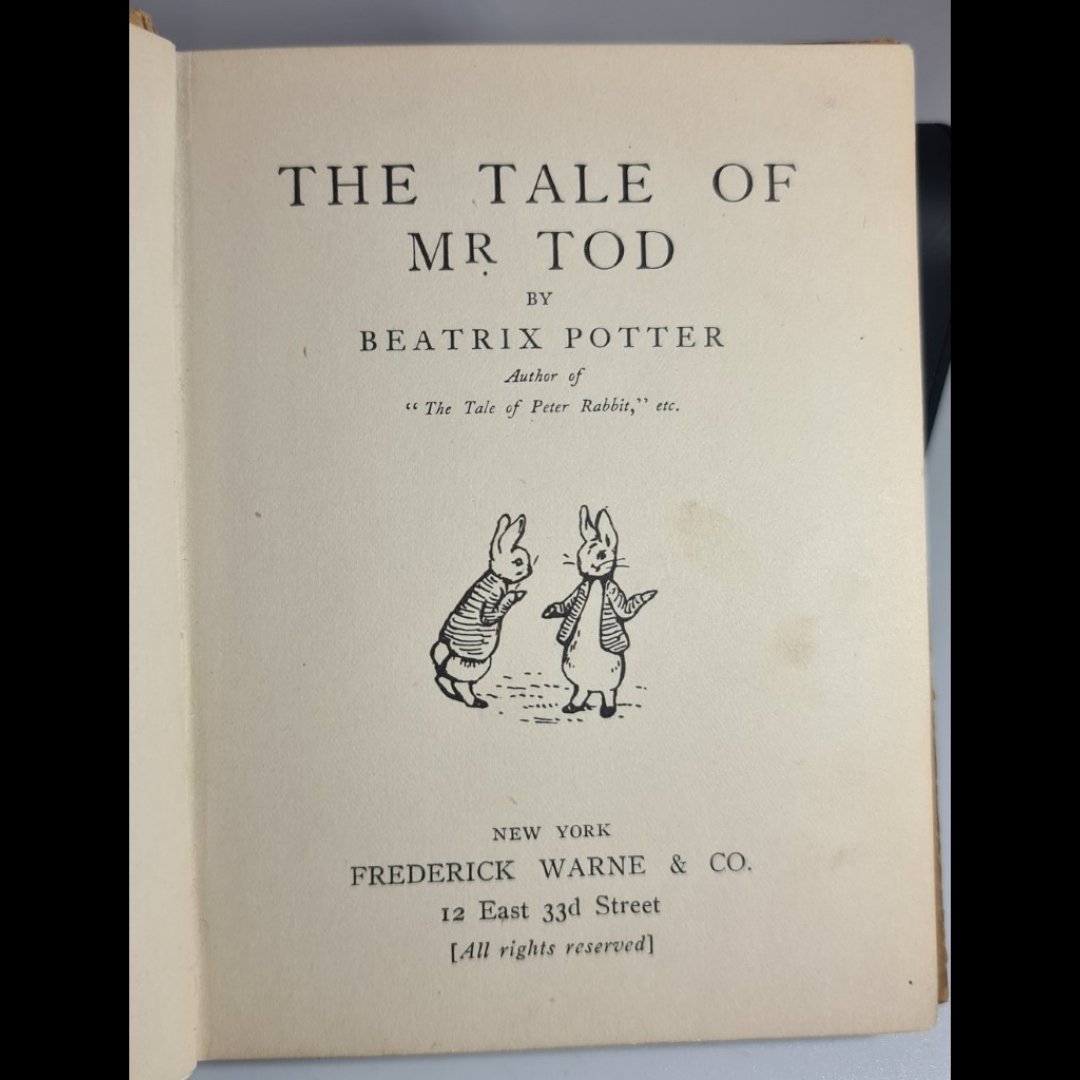 THE TALE OF
MR. TOD
BY
BEATRIX POTTER
Author of
“ The Tale of Peter Rabbit,” etc.
NEW YORK
FREDERICK WARNE & CO.
12 East 33d Street
[All rights reserved]